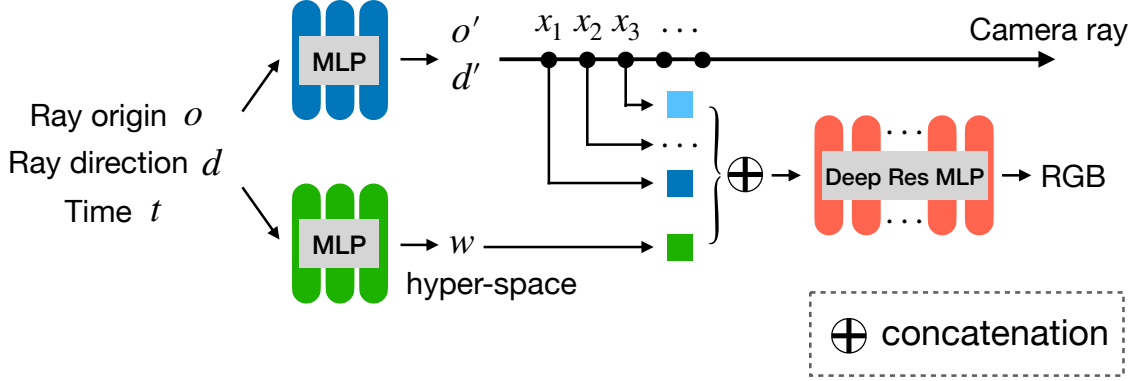 Ray origin o
Ray direction d
Time t
MLP
MLP
o′
d′
w
hyper-space
x₁ x₂ x₃ ...
Camera ray
...
...
Deep Res MLP
...
RGB
concatenation